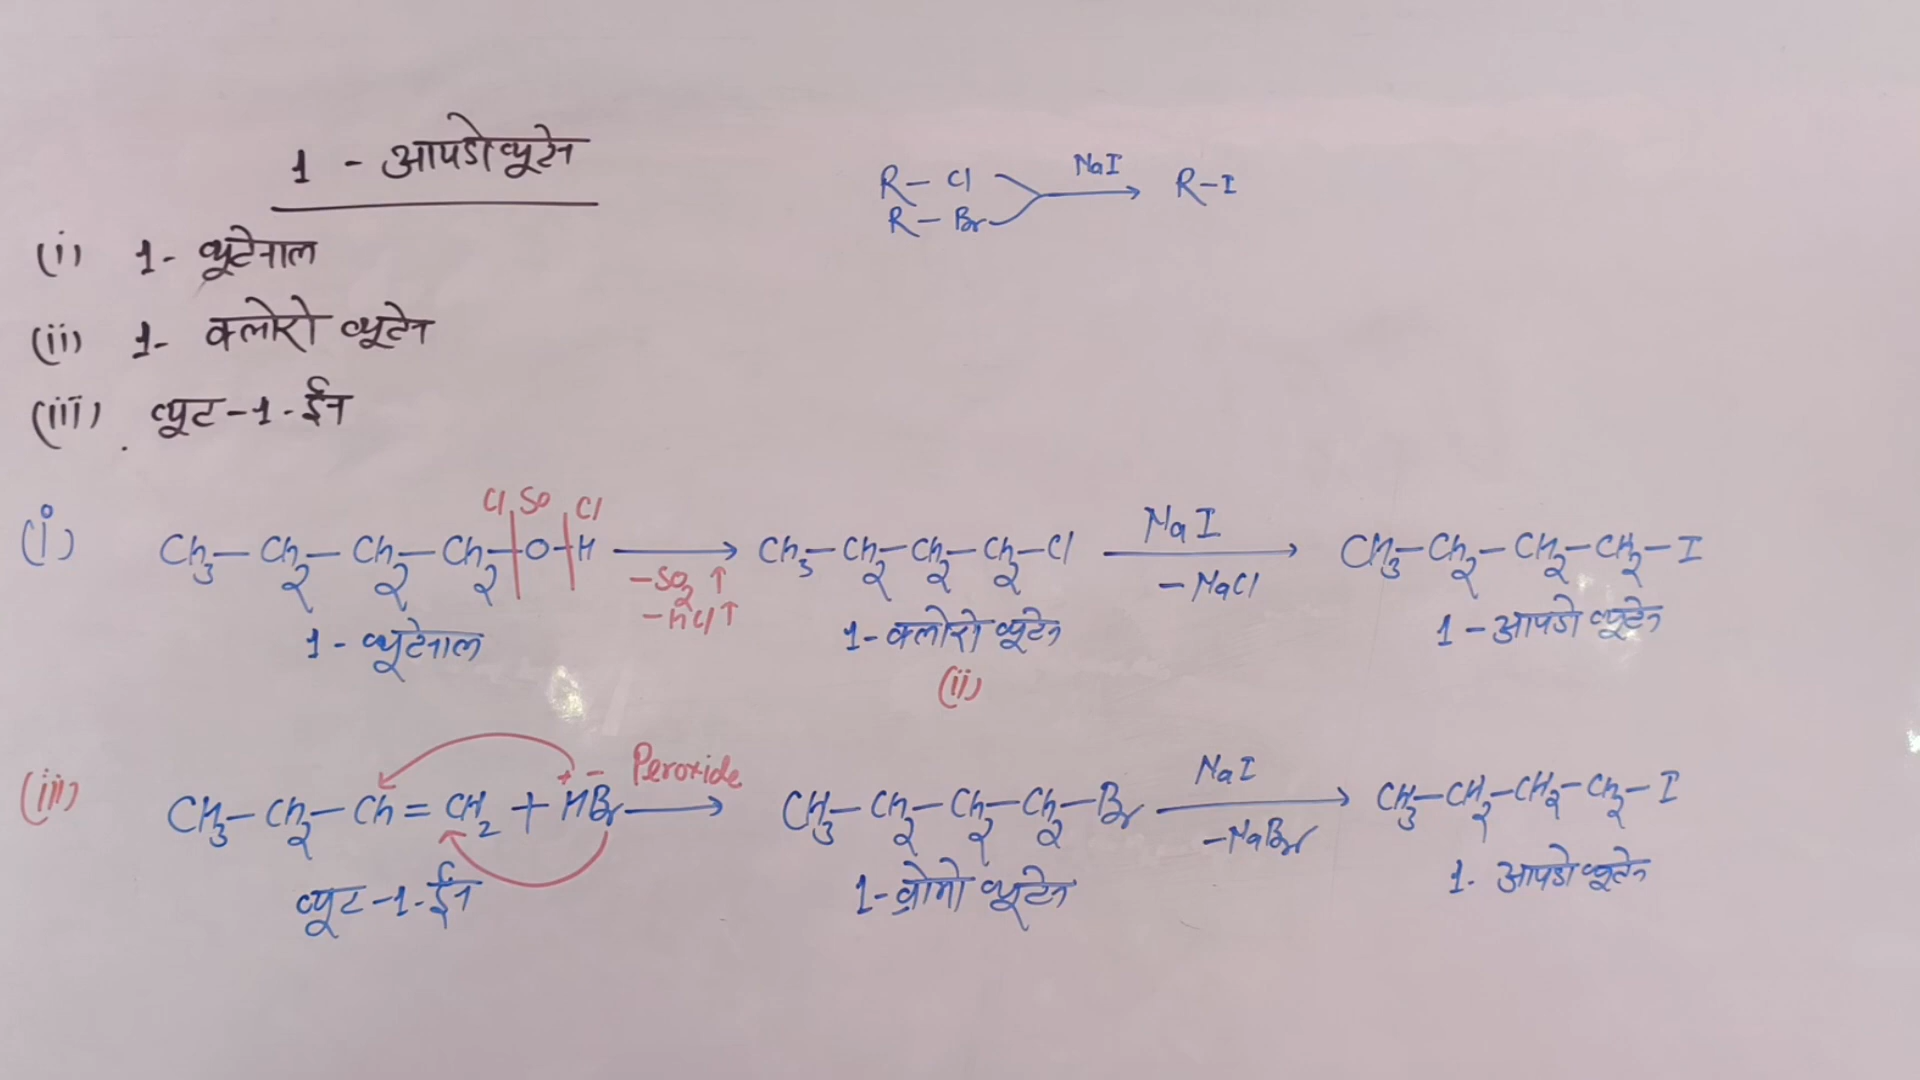 1 - आयडोब्यूटेन
R - Cl
R - Br NaI → R-I
(i) 1- ब्यूटेनाल
(ii) 1- क्लोरो ब्यूटेन
(iii) ब्यूट-1-ईन
Cl SO Cl
(i) CH3-CH2-CH2-CH2-O-H → CH3-CH2-CH2-CH2-Cl NaI → CH3-CH2-CH2-CH2-I
-SO2↑
-HCl↑
-NaCl
1- ब्यूटेनाल 1- क्लोरो ब्यूटेन 1 - आयडो ब्यूटेन
(ii)
(iii) CH3-CH2-CH=CH2 + H+Br- Peroxide → CH3-CH2-CH2-CH2-Br NaI → CH3-CH2-CH2-CH2-I
-NaBr
ब्यूट-1-ईन 1- ब्रोमो ब्यूटेन 1. आयडो ब्यूटेन